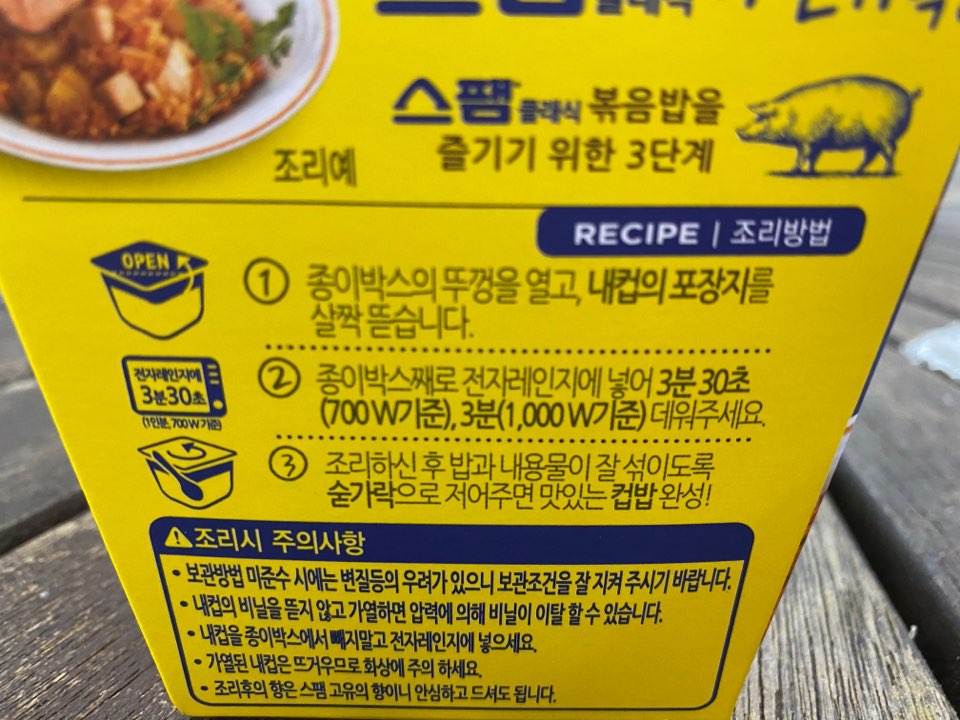 스팸 클래식 볶음밥을
즐기기 위한 3단계
조리예
RECIPE | 조리방법
OPEN
① 종이박스의 뚜껑을 열고, 내컵의 포장지를
살짝 뜯습니다.
전자레인지에
3분30초
(1인분, 700W기준)
② 종이박스째로 전자레인지에 넣어 3분 30초
(700W기준), 3분(1,000W기준) 데워주세요.
③ 조리하신 후 밥과 내용물이 잘 섞이도록
숟가락으로 저어주면 맛있는 컵밥 완성!
⚠조리시 주의사항
• 보관방법 미준수 시에는 변질등의 우려가 있으니 보관조건을 잘 지켜 주시기 바랍니다.
• 내컵의 비닐을 뜯지 않고 가열하면 압력에 의해 비닐이 이탈 할 수 있습니다.
• 내컵을 종이박스에서 빼지말고 전자레인지에 넣으세요.
• 가열된 내컵은 뜨거우므로 화상에 주의 하세요.
• 조리후의 향은 스팸 고유의 향이니 안심하고 드셔도 됩니다.